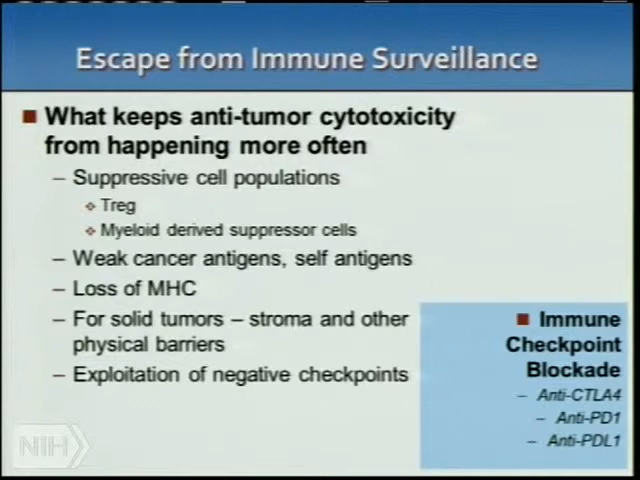 Escape from Immune Surveillance
■ What keeps anti-tumor cytotoxicity
from happening more often
– Suppressive cell populations
❖ Treg
❖ Myeloid derived suppressor cells
– Weak cancer antigens, self antigens
– Loss of MHC
– For solid tumors – stroma and other
physical barriers
– Exploitation of negative checkpoints
■ Immune
Checkpoint
Blockade
– Anti-CTLA4
– Anti-PD1
– Anti-PDL1
NIH